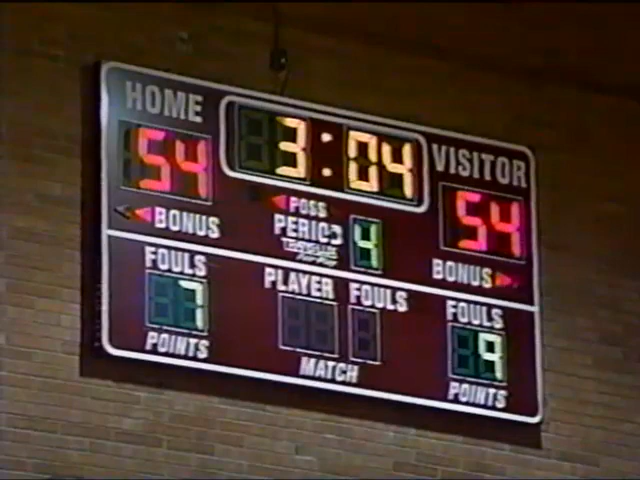 HOME 3:04 VISITOR
54 54
POSS
BONUS PERIOD 4 BONUS
FOULS PLAYER FOULS FOULS
7 9
POINTS MATCH POINTS